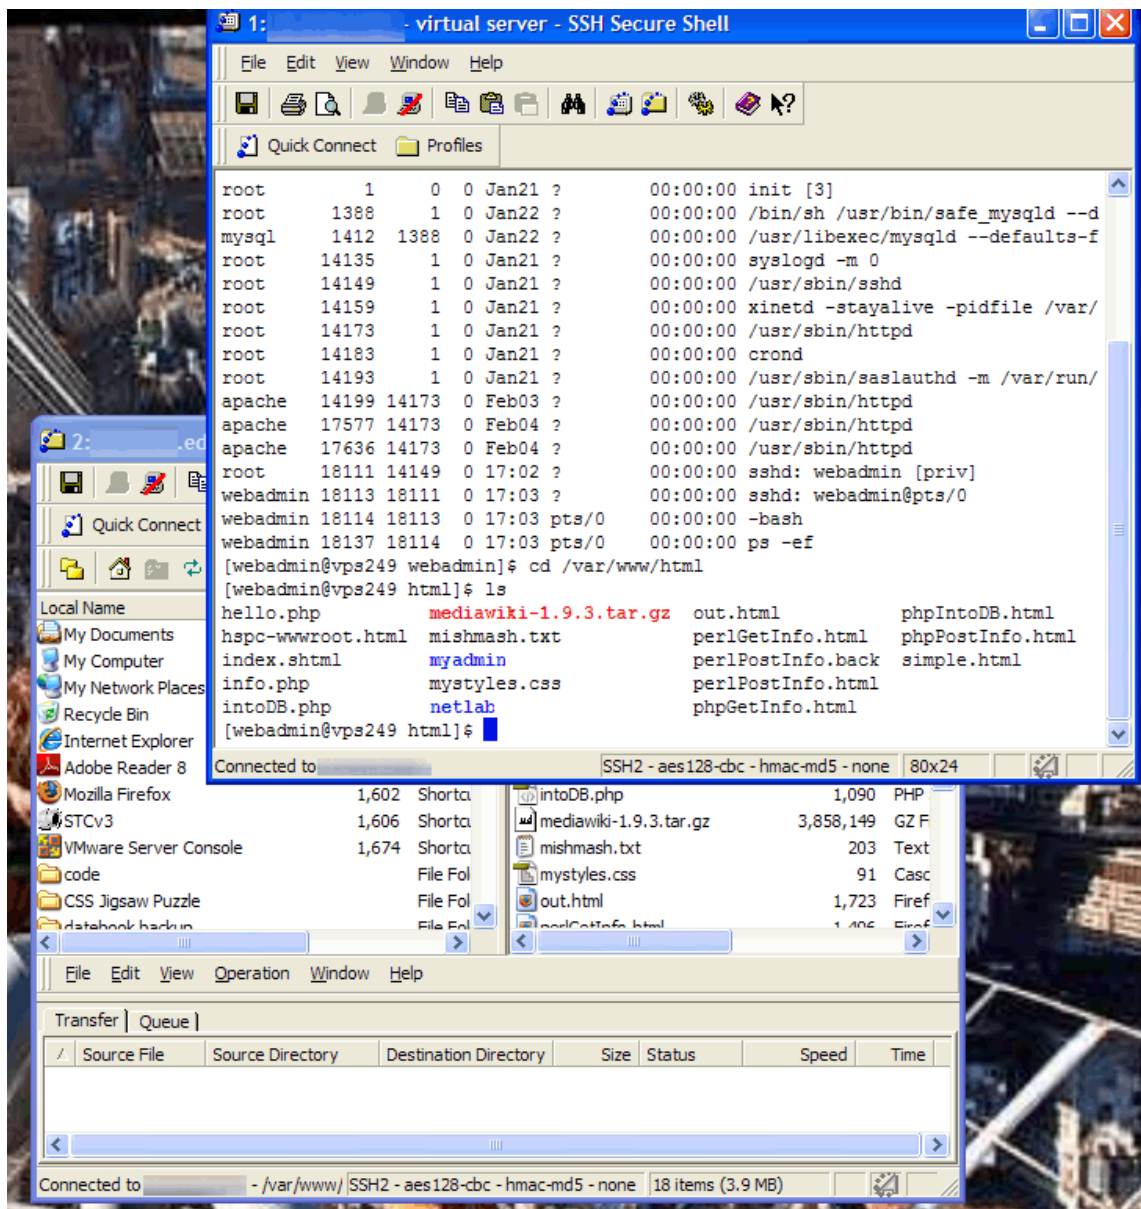 1: - virtual server - SSH Secure Shell
File Edit View Window Help
Quick Connect Profiles
root 1 0 0 Jan21 ? 00:00:00 init [3]
root 1388 1 0 Jan22 ? 00:00:00 /bin/sh /usr/bin/safe_mysqld --d
mysql 1412 1388 0 Jan22 ? 00:00:00 /usr/libexec/mysqld --defaults-f
root 14135 1 0 Jan21 ? 00:00:00 syslogd -m 0
root 14149 1 0 Jan21 ? 00:00:00 /usr/sbin/sshd
root 14159 1 0 Jan21 ? 00:00:00 xinetd -stayalive -pidfile /var/
root 14173 1 0 Jan21 ? 00:00:00 /usr/sbin/httpd
root 14183 1 0 Jan21 ? 00:00:00 crond
root 14193 1 0 Jan21 ? 00:00:00 /usr/sbin/saslauthd -m /var/run/
apache 14199 14173 0 Feb03 ? 00:00:00 /usr/sbin/httpd
apache 17577 14173 0 Feb04 ? 00:00:00 /usr/sbin/httpd
apache 17636 14173 0 Feb04 ? 00:00:00 /usr/sbin/httpd
root 18111 14149 0 17:02 ? 00:00:00 sshd: webadmin [priv]
webadmin 18113 18111 0 17:03 ? 00:00:00 sshd: webadmin@pts/0
webadmin 18114 18113 0 17:03 pts/0 00:00:00 -bash
webadmin 18137 18114 0 17:03 pts/0 00:00:00 ps -ef
[webadmin@vps249 webadmin]$ cd /var/www/html
[webadmin@vps249 html]$ ls
hello.php mediawiki-1.9.3.tar.gz out.html phpIntoDB.html
hspc-wwwroot.html mishmash.txt perlGetInfo.html phpPostInfo.html
index.shtml myadmin perlPostInfo.back simple.html
info.php mystyles.css perlPostInfo.html
intoDB.php netlab phpGetInfo.html
[webadmin@vps249 html]$
Connected to SSH2 - aes128-cbc - hmac-md5 - none 80x24
2: .ed
Quick Connect
Local Name
My Documents
My Computer
My Network Places
Recycle Bin
Internet Explorer
Adobe Reader 8
Mozilla Firefox 1,602 Shortcu intoDB.php 1,090 PHP
STCv3 1,606 Shortcu mediawiki-1.9.3.tar.gz 3,858,149 GZ F
VMware Server Console 1,674 Shortcu mishmash.txt 203 Text
code File Fol mystyles.css 91 Casc
CSS Jigsaw Puzzle File Fol out.html 1,723 Firef
datebook backup File Fol perlGetInfo.html 1,406 Firef
File Edit View Operation Window Help
Transfer Queue
/ Source File Source Directory Destination Directory Size Status Speed Time
Connected to - /var/www/ SSH2 - aes128-cbc - hmac-md5 - none 18 items (3.9 MB)